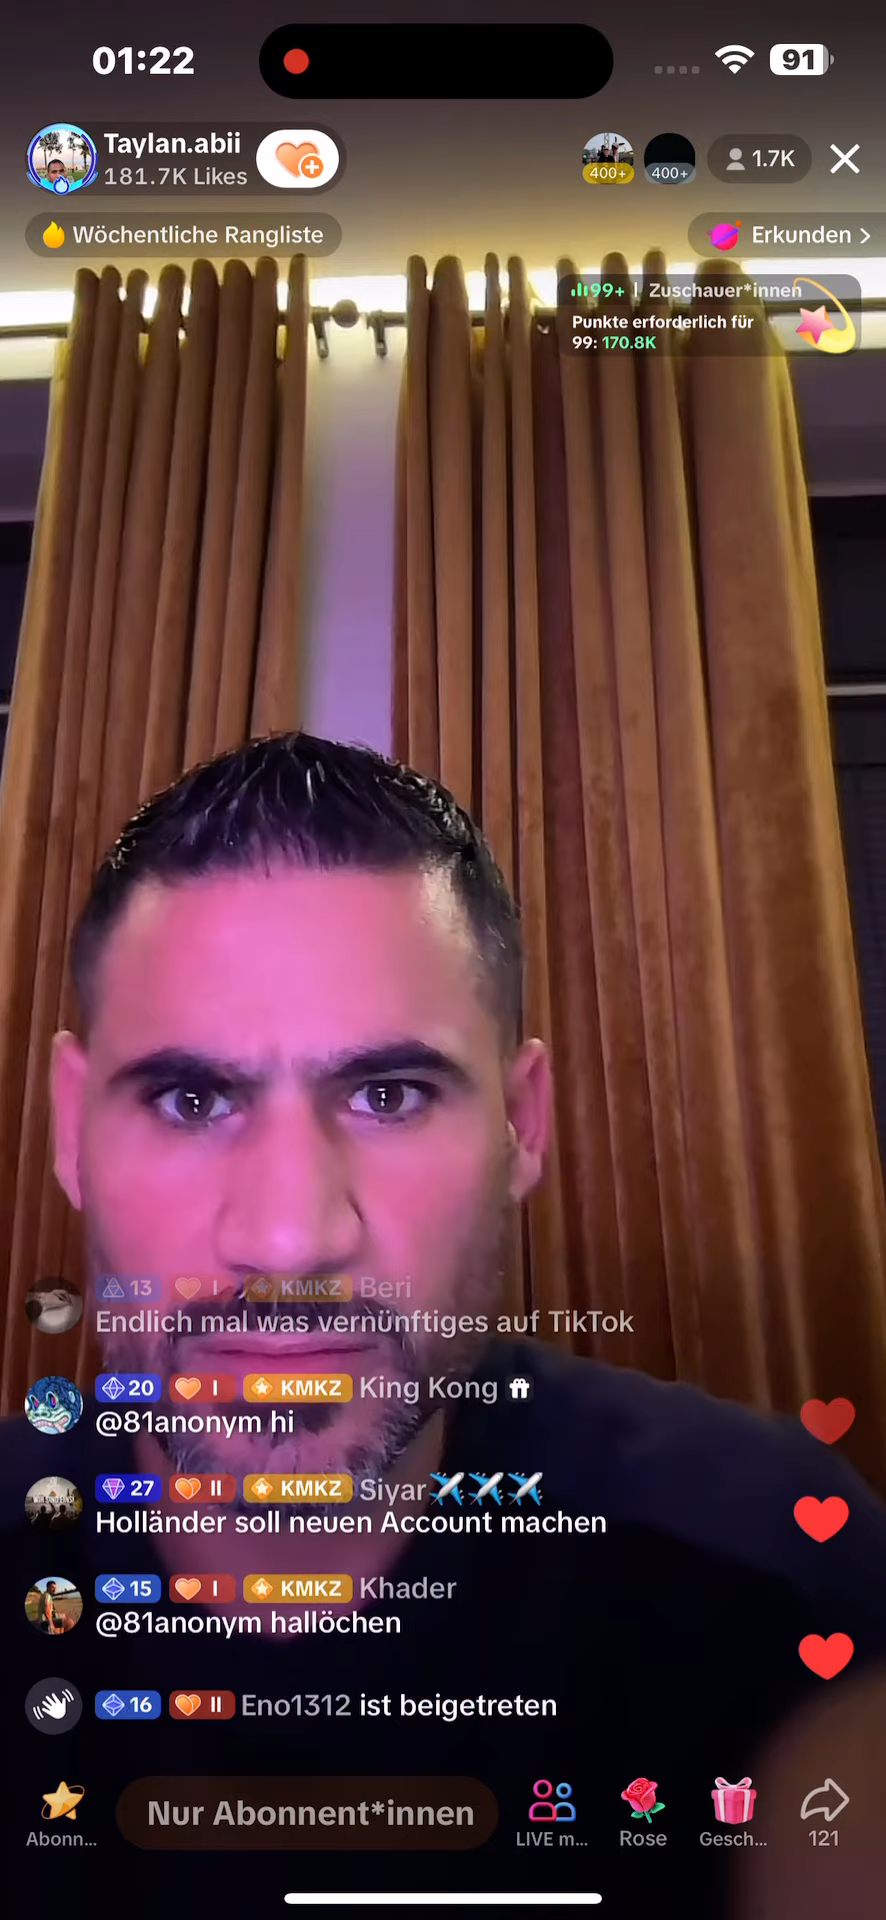 01:22
91
Taylan.abii
181.7K Likes
400+
400+
1.7K
Wöchentliche Rangliste
Erkunden >
99+ | Zuschauer*innen
Punkte erforderlich für
99: 170.8K
13 I KMKZ Beri
Endlich mal was vernünftiges auf TikTok
20 I KMKZ King Kong
@81anonym hi
27 II KMKZ Siyar✈️✈️✈️
Holländer soll neuen Account machen
15 I KMKZ Khader
@81anonym hallöchen
16 II Eno1312 ist beigetreten
Nur Abonnent*innen
Abonn...
LIVE m...
Rose
Gesch...
121